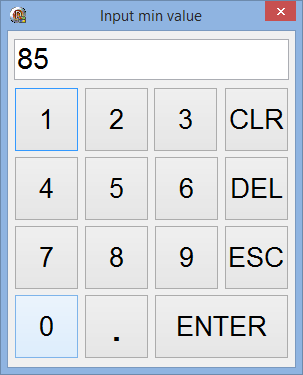 Input min value
85
1 2 3 CLR
4 5 6 DEL
7 8 9 ESC
0 . ENTER